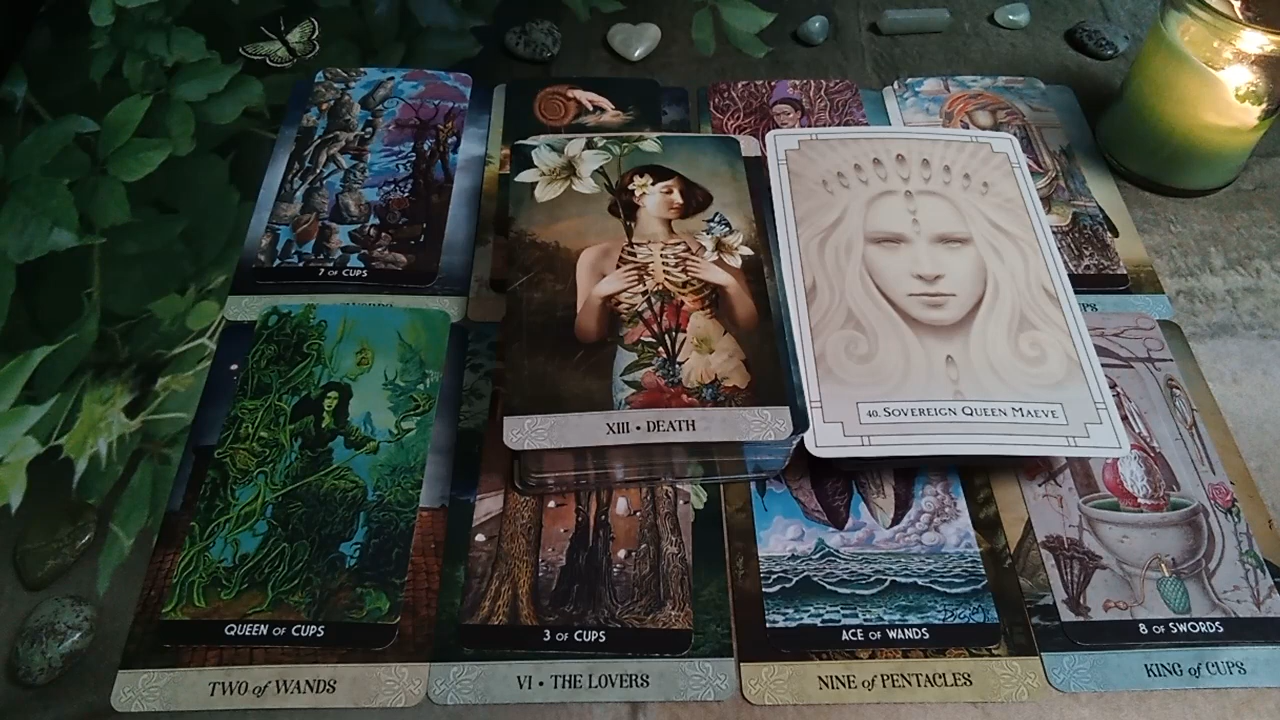 7 OF CUPS
XIII • DEATH
40. SOVEREIGN QUEEN MAEVE
QUEEN OF CUPS
3 OF CUPS
ACE OF WANDS
8 OF SWORDS
TWO of WANDS
VI • THE LOVERS
NINE of PENTACLES
KING of CUPS